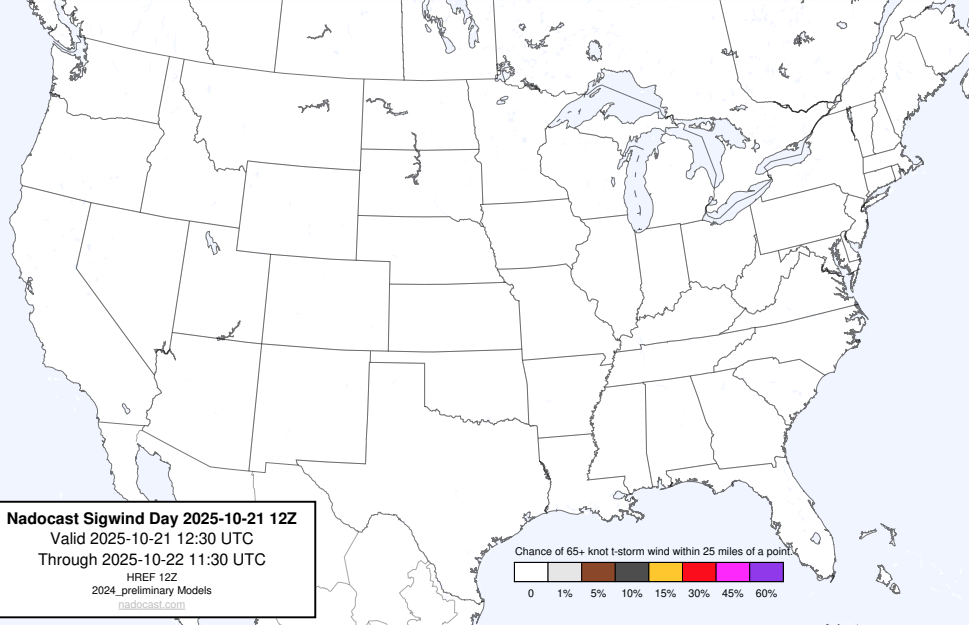 Nadocast Sigwind Day 2025-10-21 12Z
Valid 2025-10-21 12:30 UTC
Through 2025-10-22 11:30 UTC
HREF 12Z
2024_preliminary Models
nadocast.com
Chance of 65+ knot t-storm wind within 25 miles of a point.
0 1% 5% 10% 15% 30% 45% 60%